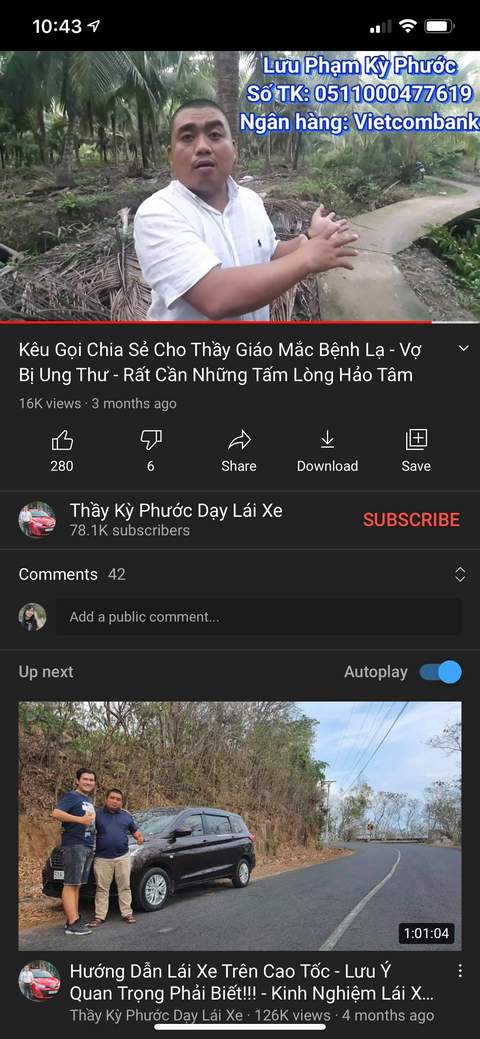 10:43
Lưu Phạm Kỳ Phước
Số TK: 0511000477619
Ngân hàng: Vietcombank
Kêu Gọi Chia Sẻ Cho Thầy Giáo Mắc Bệnh Lạ - Vợ
Bị Ung Thư - Rất Cần Những Tấm Lòng Hảo Tâm
16K views · 3 months ago
280
6
Share
Download
Save
Thầy Kỳ Phước Dạy Lái Xe
78.1K subscribers
SUBSCRIBE
Comments 42
Add a public comment...
Up next
Autoplay
1:01:04
Hướng Dẫn Lái Xe Trên Cao Tốc - Lưu Ý
Quan Trọng Phải Biết!!! - Kinh Nghiệm Lái X...
Thầy Kỳ Phước Dạy Lái Xe · 126K views · 4 months ago